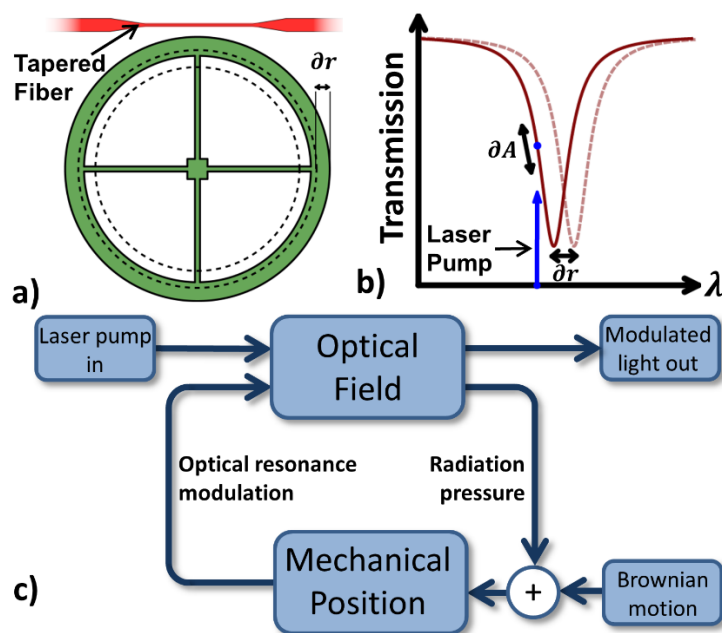 Tapered
Fiber
∂r
a)
Transmission
∂A
Laser
Pump
∂r
λ
b)
Laser pump
in
Optical
Field
Modulated
light out
Optical resonance
modulation
Radiation
pressure
c)
Mechanical
Position
+
Brownian
motion